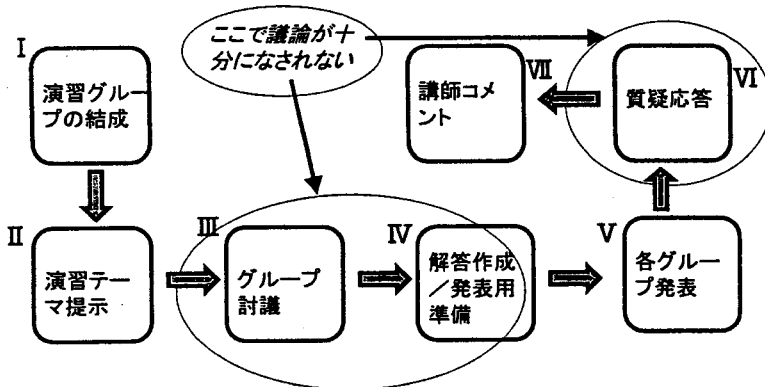 ここで議論が十
分になされない
I
演習グルー
プの結成
II
演習テー
マ提示
III
グループ
討議
IV
解答作成
／発表用
準備
V
各グルー
プ発表
VI
質疑応答
VII
講師コメ
ント